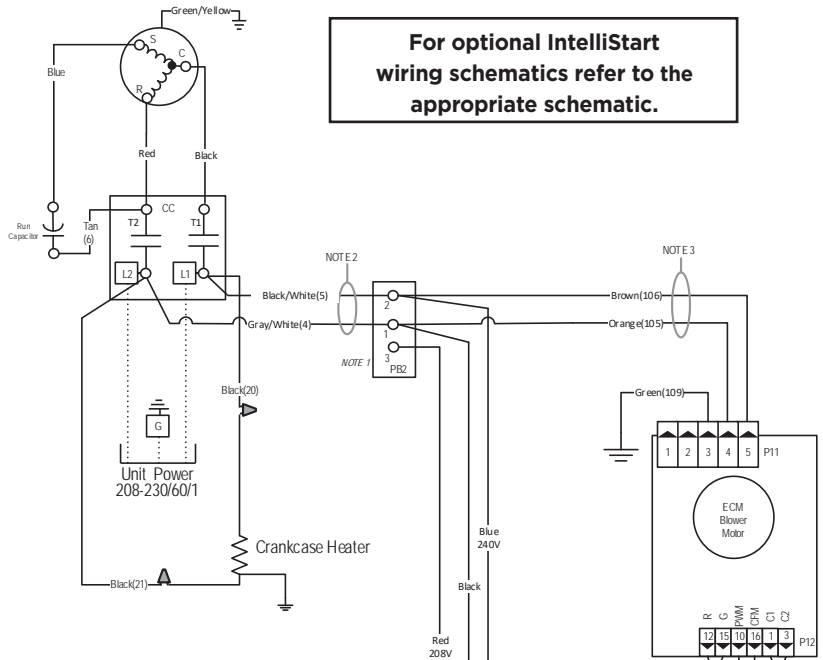 Green/Yellow
For optional IntelliStart
wiring schematics refer to the
appropriate schematic.
S
C
R
Blue
Red
Black
CC
T2
T1
Run
Capacitor
Tan
(6)
L2
L1
NOTE 2
NOTE 3
Black/White(5)
2
Brown(106)
Gray/White(4)
1
Orange(105)
3
NOTE 1
PB2
Black(20)
Green(109)
G
1 2 3 4 5 P11
Unit Power
208-230/60/1
ECM
Blower
Motor
Blue
240V
Crankcase Heater
Black(21)
Black
Red
208V
R G PWM CFM C1 C2
12 15 10 16 1 3 P12